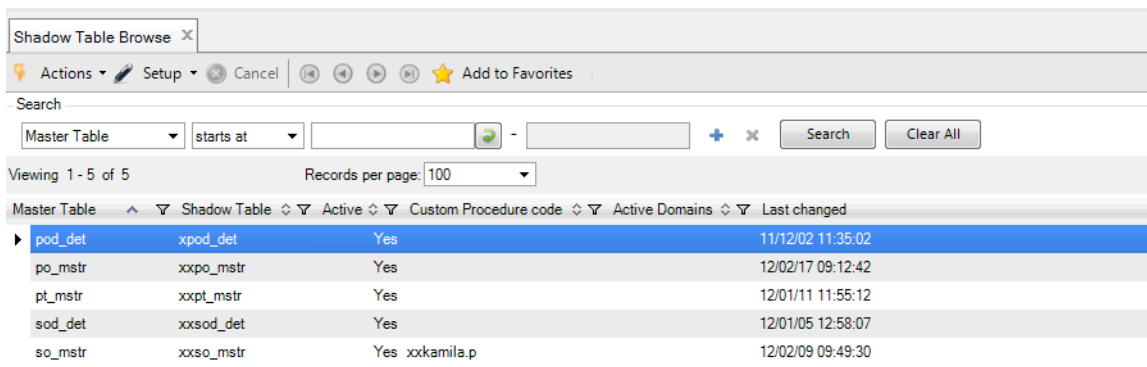 Shadow Table Browse
Actions Setup Cancel Add to Favorites
Search
Master Table starts at - Search Clear All
Viewing 1 - 5 of 5 Records per page: 100
Master Table Shadow Table Active Custom Procedure code Active Domains Last changed
pod_det xpod_det Yes 11/12/02 11:35:02
po_mstr xxpo_mstr Yes 12/02/17 09:12:42
pt_mstr xxpt_mstr Yes 12/01/11 11:55:12
sod_det xxsod_det Yes 12/01/05 12:58:07
so_mstr xxso_mstr Yes xxkamila.p 12/02/09 09:49:30